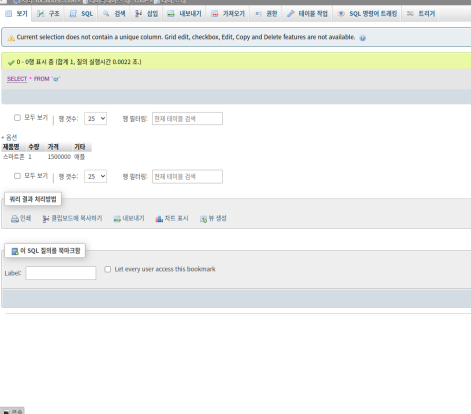 보기 구조 SQL 검색 삽입 내보내기 가져오기 권한 테이블 작업 SQL 명령어 트래킹 트리거
Current selection does not contain a unique column. Grid edit, checkbox, Edit, Copy and Delete features are not available.
0 - 0행 표시 중 (합계 1, 질의 실행시간 0.0022 초.)
SELECT * FROM
모두 보기 | 행 갯수: 25 행 필터링: 현재 테이블 검색
+ 옵션
제품명 수량 가격 기타
스마트폰 1 1500000 애플
모두 보기 | 행 갯수: 25 행 필터링: 현재 테이블 검색
쿼리 결과 처리방법
인쇄 클립보드에 복사하기 내보내기 차트 표시 뷰 생성
이 SQL 질의를 북마크함
Label: Let every user access this bookmark
콘솔